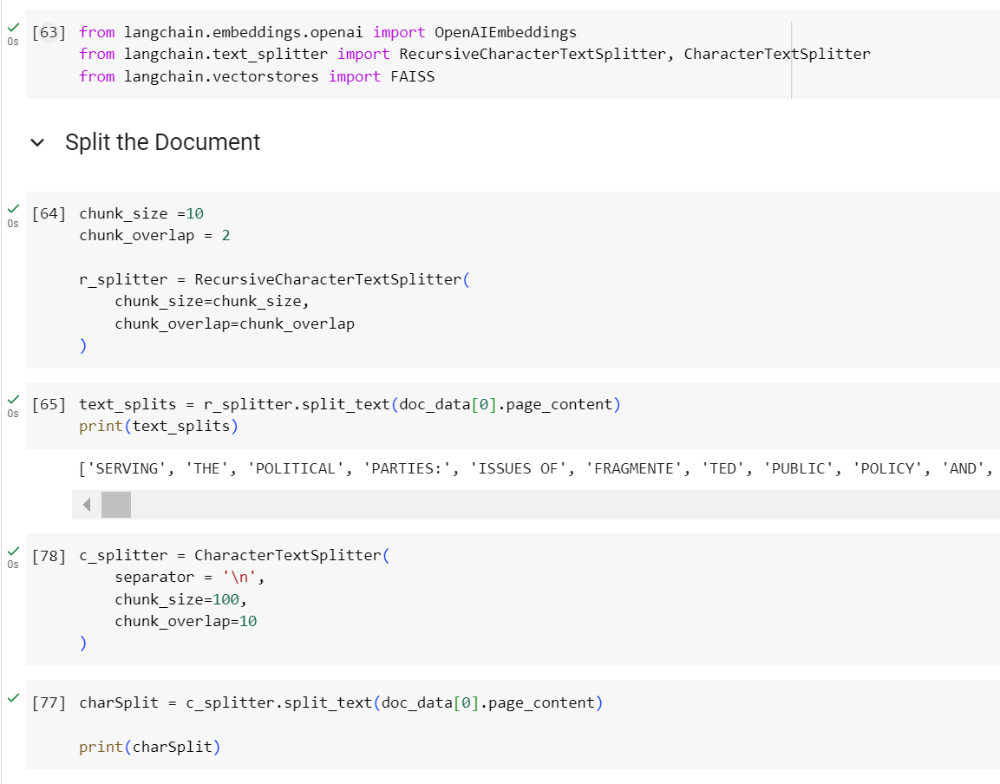 [63] from langchain.embeddings.openai import OpenAIEmbeddings
0s
from langchain.text_splitter import RecursiveCharacterTextSplitter, CharacterTextSplitter
from langchain.vectorstores import FAISS
Split the Document
[64] chunk_size =10
0s
chunk_overlap = 2
r_splitter = RecursiveCharacterTextSplitter(
    chunk_size=chunk_size,
    chunk_overlap=chunk_overlap
)
[65] text_splits = r_splitter.split_text(doc_data[0].page_content)
0s
print(text_splits)
['SERVING', 'THE', 'POLITICAL', 'PARTIES:', 'ISSUES OF', 'FRAGMENTE', 'TED', 'PUBLIC', 'POLICY', 'AND',
[78] c_splitter = CharacterTextSplitter(
0s
    separator = '\n',
    chunk_size=100,
    chunk_overlap=10
)
[77] charSplit = c_splitter.split_text(doc_data[0].page_content)
print(charSplit)